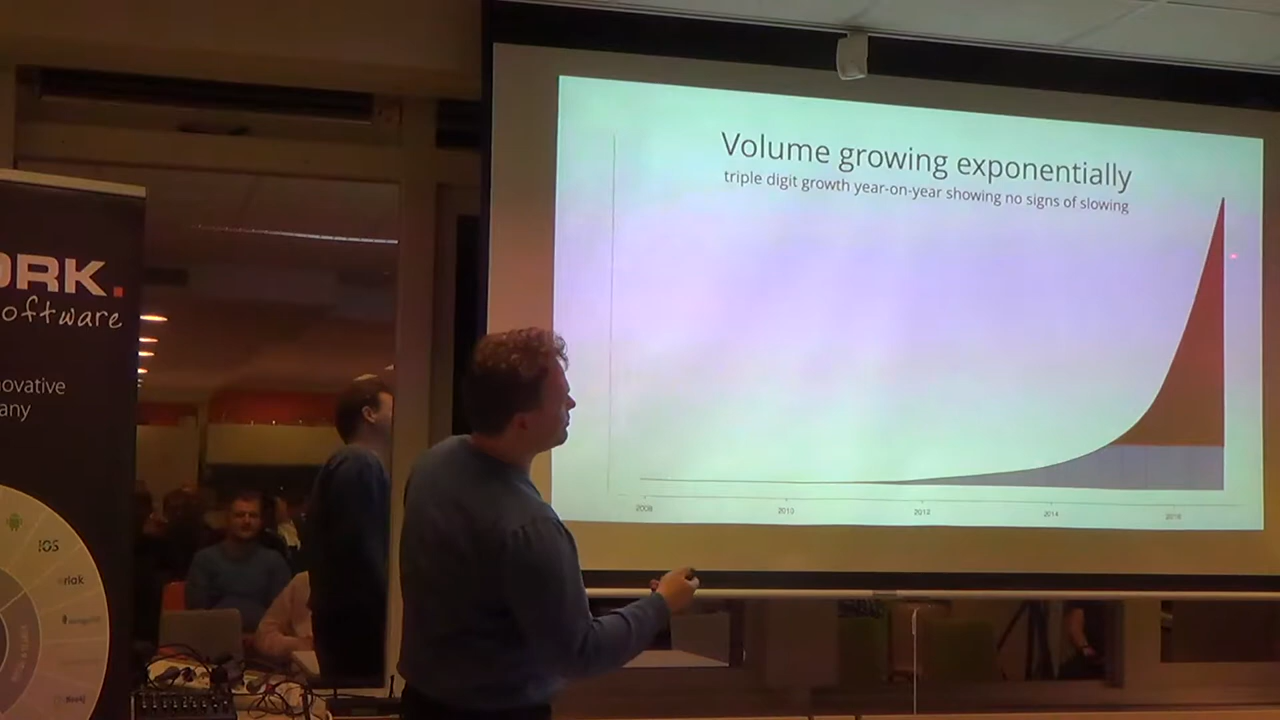 Volume growing exponentially
triple digit growth year-on-year showing no signs of slowing
2008
2010
2012
2014
2016
ORK.
oftware
ovative
any
iOS
riak